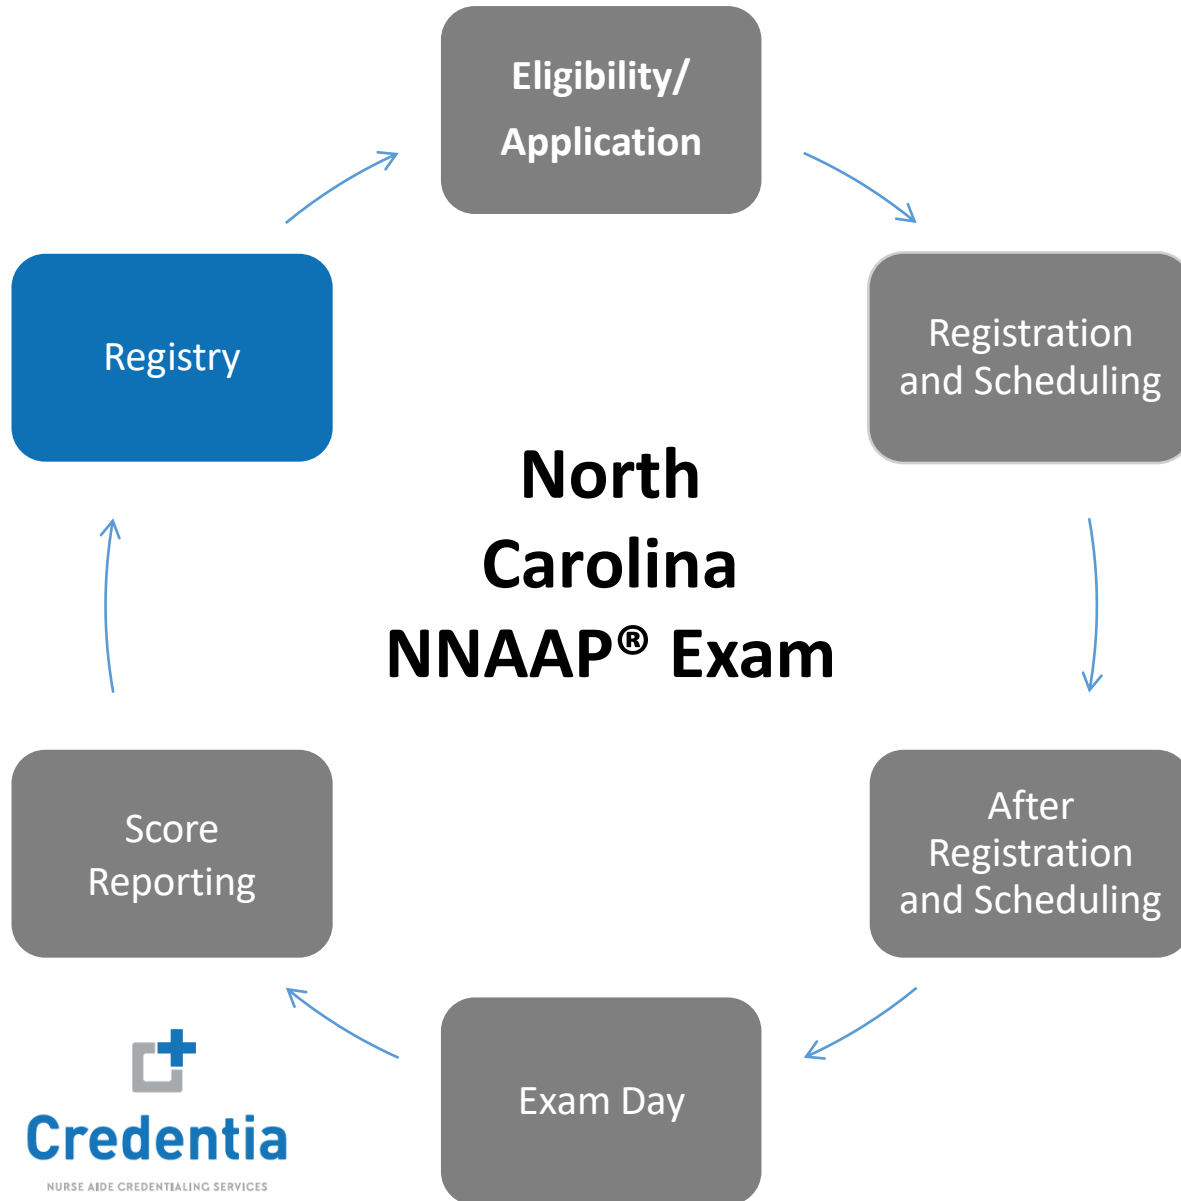 Eligibility/
Application
Registration
and Scheduling
After
Registration
and Scheduling
Exam Day
Score
Reporting
Registry
North
Carolina
NNAAP® Exam
Credentia
NURSE AIDE CREDENTIALING SERVICES